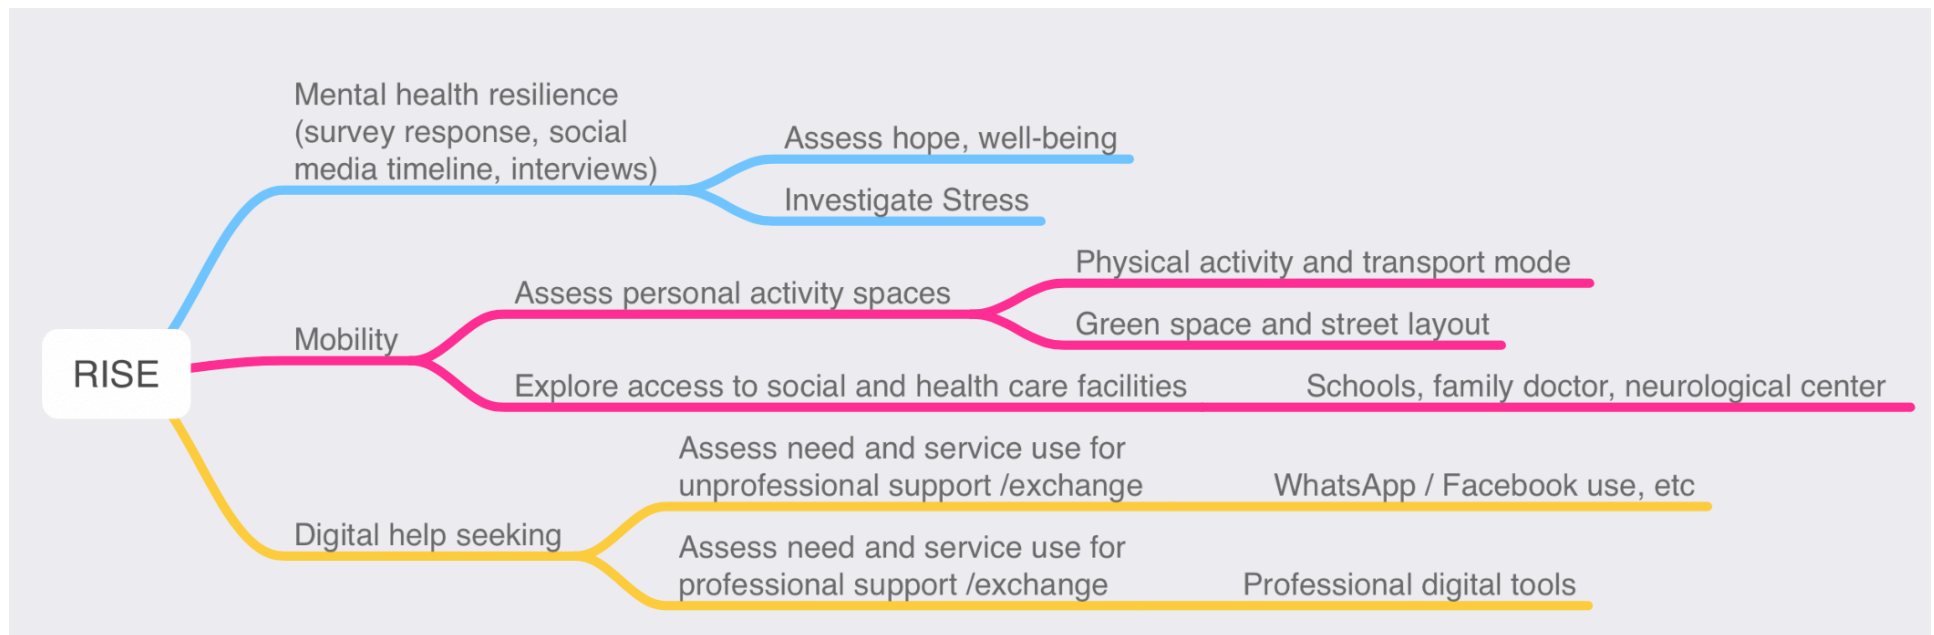 Mental health resilience
(survey response, social
media timeline, interviews)
Assess hope, well-being
Investigate Stress
RISE
Mobility
Assess personal activity spaces
Physical activity and transport mode
Green space and street layout
Explore access to social and health care facilities
Schools, family doctor, neurological center
Digital help seeking
Assess need and service use for
unprofessional support /exchange
WhatsApp / Facebook use, etc
Assess need and service use for
professional support /exchange
Professional digital tools